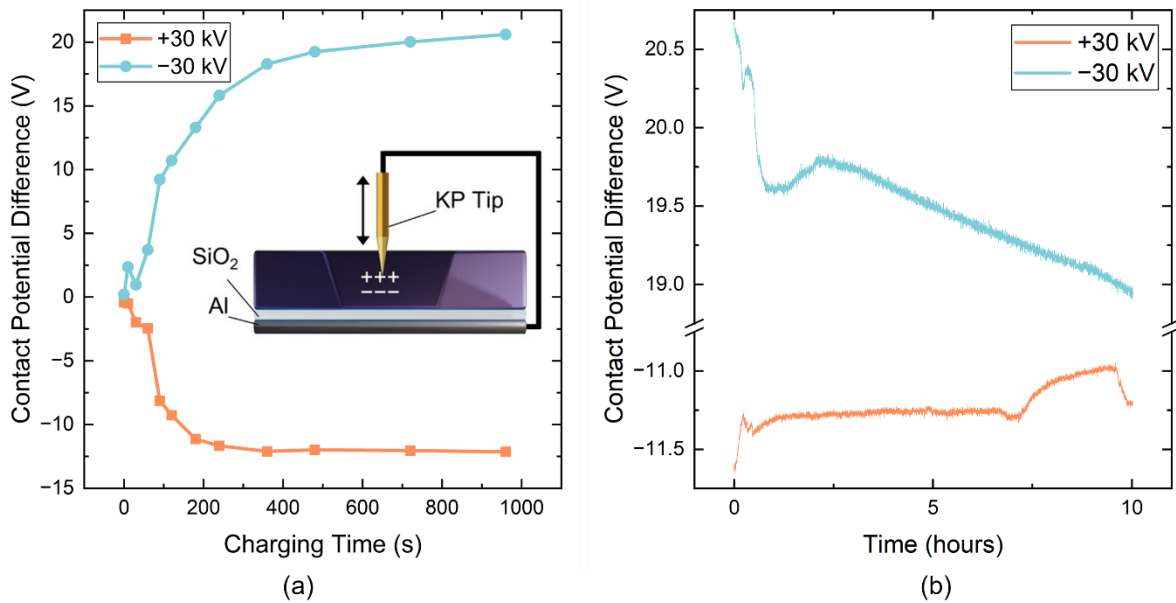 +30 kV
−30 kV
Contact Potential Difference (V)
20
15
10
5
0
−5
−10
−15
KP Tip
SiO2
+++
−−−
Al
0
200
400
600
800
1000
Charging Time (s)
(a)
+30 kV
−30 kV
Contact Potential Difference (V)
20.5
20.0
19.5
19.0
−11.0
−11.5
0
5
10
Time (hours)
(b)